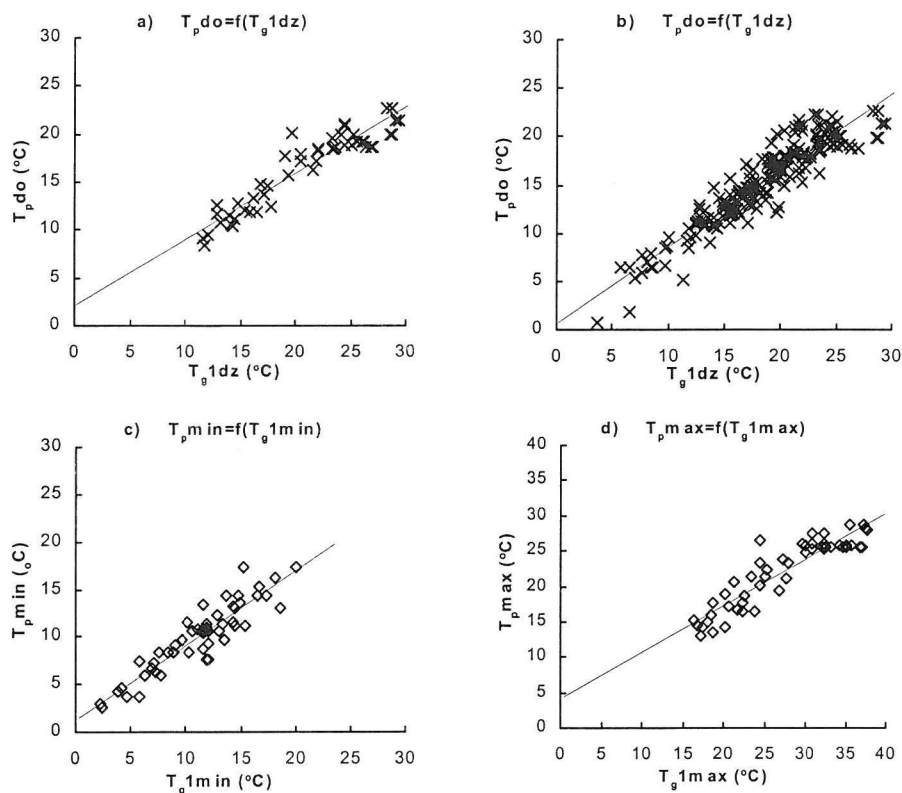 a) Tpdo=f(Tg1dz)
30
25
20
15
10
5
0
Tpdo (°C)
0 5 10 15 20 25 30
Tg1dz (°C)
b) Tpdo=f(Tg1dz)
30
25
20
15
10
5
0
Tpdo (°C)
0 5 10 15 20 25 30
Tg1dz (°C)
c) Tpmin=f(Tg1min)
30
25
20
15
10
5
0
Tpmin (oC)
0 5 10 15 20 25 30
Tg1min (°C)
d) Tpmax=f(Tg1max)
40
35
30
25
20
15
10
5
0
Tpmax (°C)
0 5 10 15 20 25 30 35 40
Tg1max (°C)